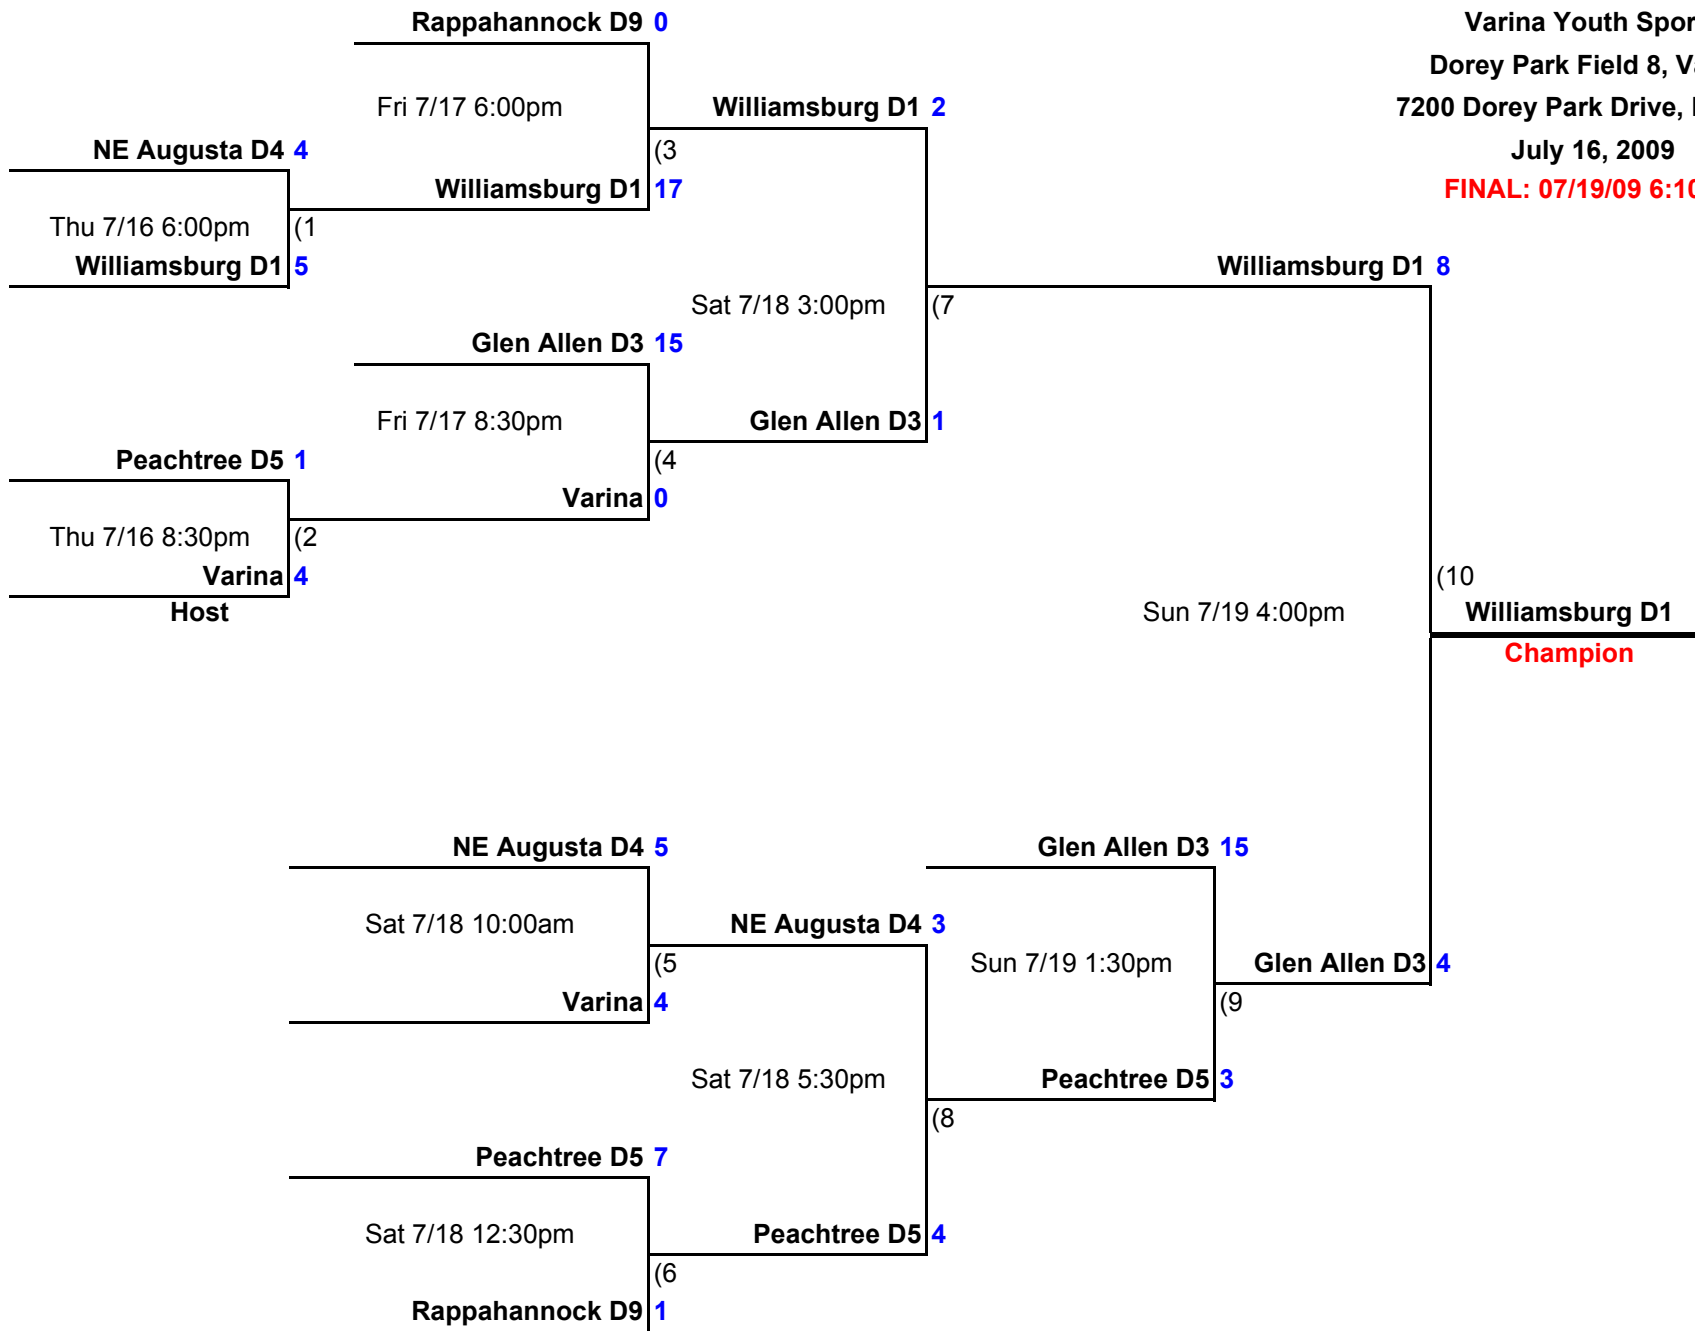 Rappahannock D9 0
Varina Youth Spor
Dorey Park Field 8, Va
Fri 7/17 6:00pm
Williamsburg D1 2
7200 Dorey Park Drive,
NE Augusta D4 4
(3
July 16, 2009
Williamsburg D1 17
FINAL: 07/19/09 6:10
Thu 7/16 6:00pm (1
Williamsburg D1 5
Williamsburg D1 8
Sat 7/18 3:00pm (7
Glen Allen D3 15
Fri 7/17 8:30pm
Glen Allen D3 1
Peachtree D5 1
(4
Varina 0
Thu 7/16 8:30pm (2
Varina 4
(10
Host
Sun 7/19 4:00pm
Williamsburg D1
Champion
NE Augusta D4 5
Glen Allen D3 15
Sat 7/18 10:00am
NE Augusta D4 3
(5
Sun 7/19 1:30pm
Glen Allen D3 4
Varina 4
(9
Sat 7/18 5:30pm
Peachtree D5 3
(8
Peachtree D5 7
Sat 7/18 12:30pm
Peachtree D5 4
(6
Rappahannock D9 1